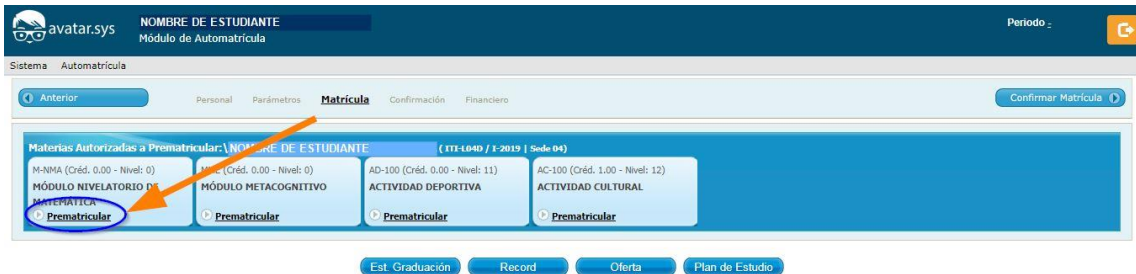 avatar.sys
NOMBRE DE ESTUDIANTE
Módulo de Automatrícula
Periodo -
Sistema Automatrícula
Anterior
Personal Parámetros Matrícula Confirmación Financiero
Confirmar Matrícula
Materias Autorizadas a Prematricular:\ NOMBRE DE ESTUDIANTE ( ITI-L04D / I-2019 | Sede 04)
M-NMA (Créd. 0.00 - Nivel: 0)
MÓDULO NIVELATORIO DE
MATEMÁTICA
Prematricular
(Créd. 0.00 - Nivel: 0)
MÓDULO METACOGNITIVO
Prematricular
AD-100 (Créd. 0.00 - Nivel: 11)
ACTIVIDAD DEPORTIVA
Prematricular
AC-100 (Créd. 1.00 - Nivel: 12)
ACTIVIDAD CULTURAL
Prematricular
Est. Graduación Record Oferta Plan de Estudio